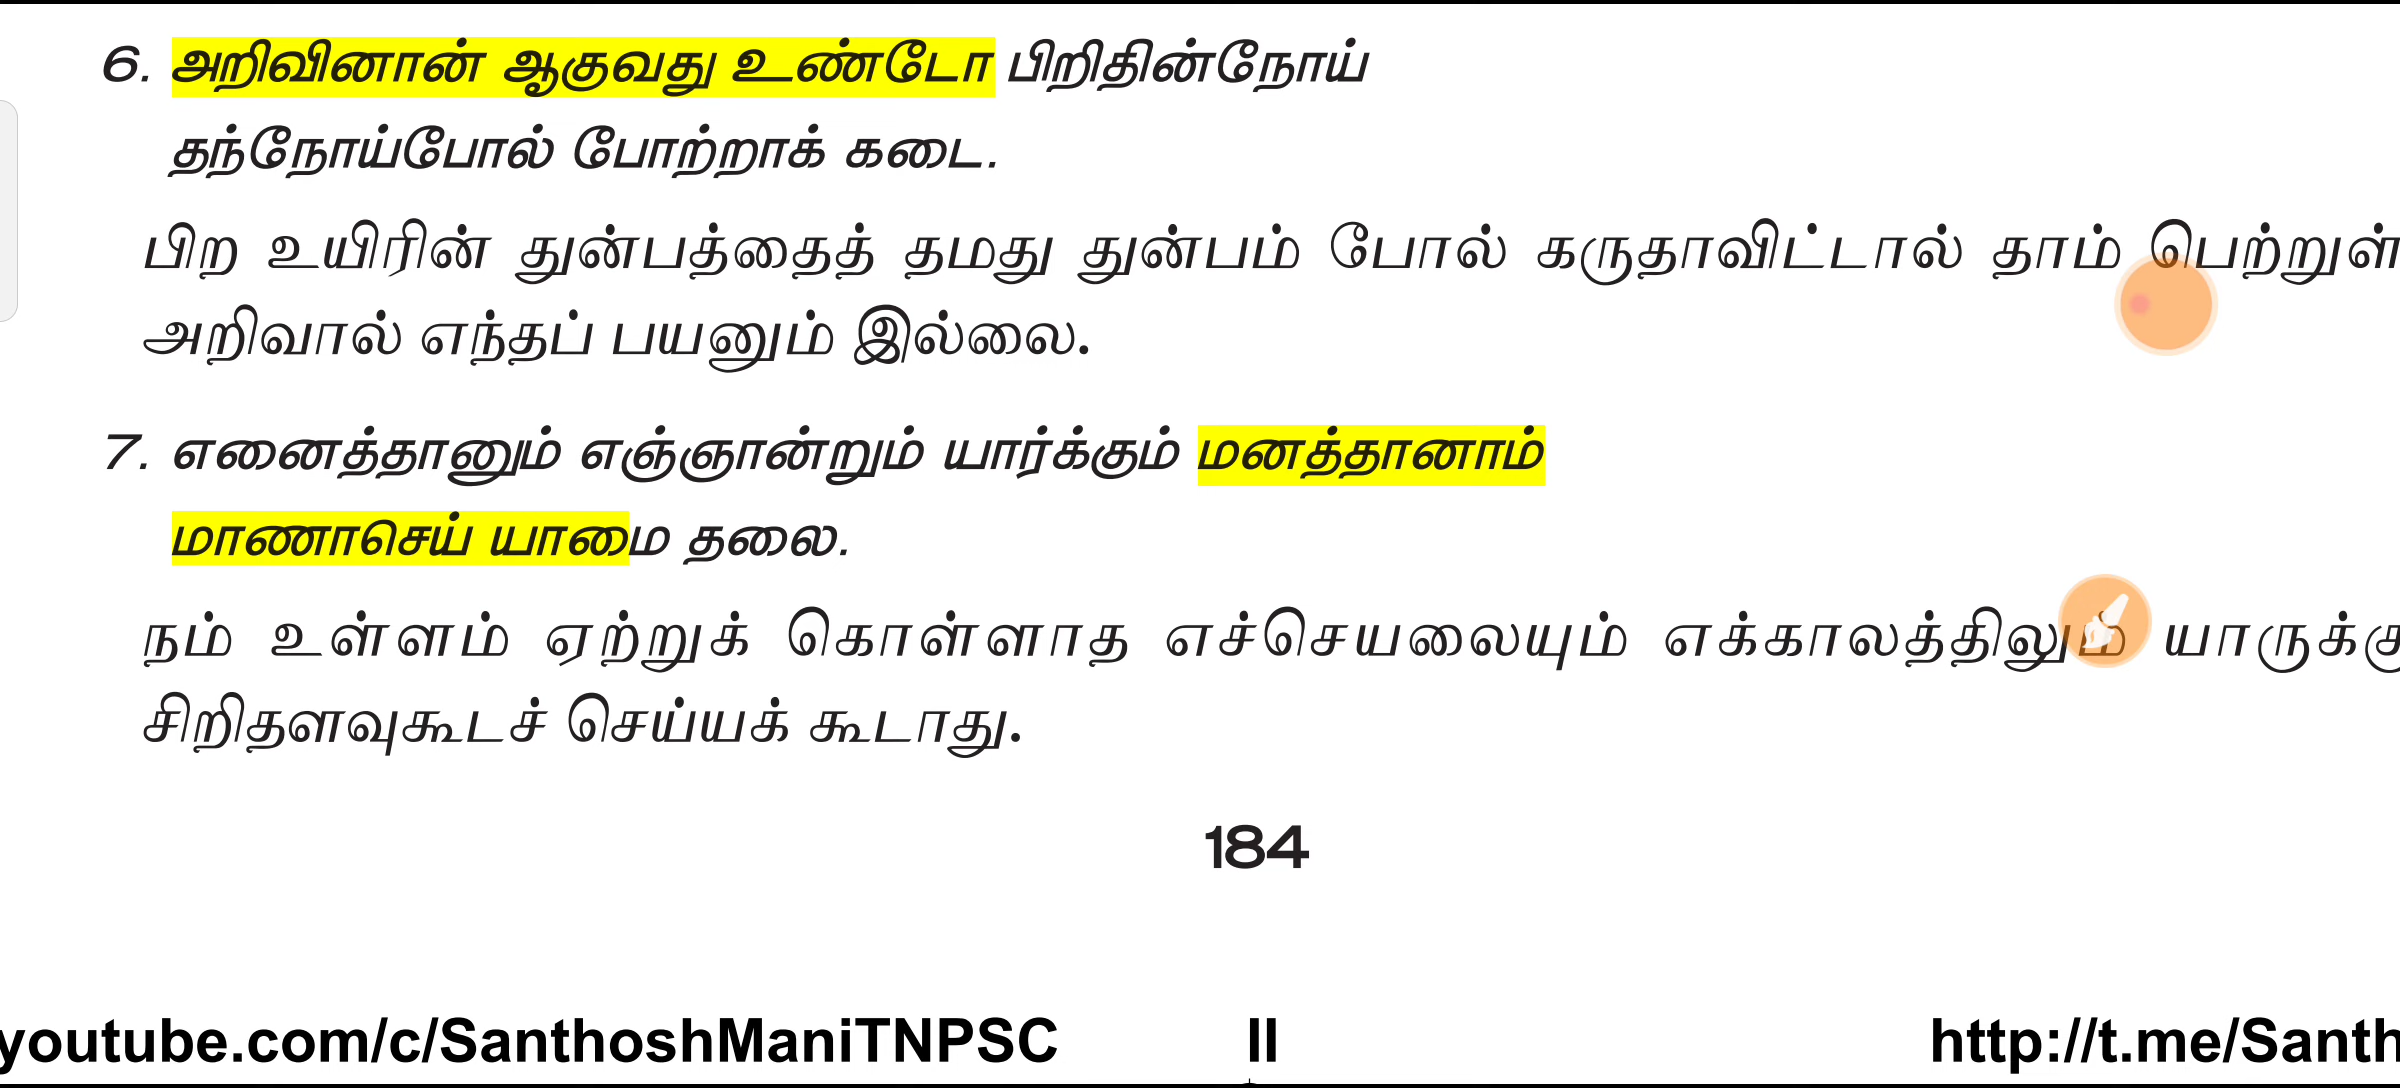 6. அறிவினான் ஆகுவது உண்டோ பிறிதின்நோய்
தந்நோய்போல் போற்றாக் கடை.
பிற உயிரின் துன்பத்தைத் தமது துன்பம் போல் கருதாவிட்டால் தாம் பெற்றுள்
அறிவால் எந்தப் பயனும் இல்லை.
7. எனைத்தானும் எஞ்ஞான்றும் யார்க்கும் மனத்தானாம்
மாணாசெய் யாமை தலை.
நம் உள்ளம் ஏற்றுக் கொள்ளாத எச்செயலையும் எக்காலத்திலும் யாருக்கு
சிறிதளவுகூடச் செய்யக் கூடாது.
184
youtube.com/c/SanthoshManiTNPSC II http://t.me/Santh